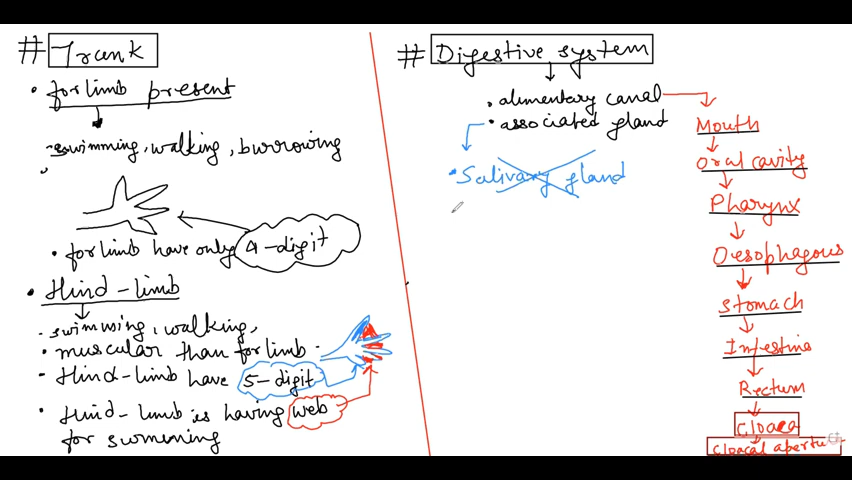 # Trunk
• forlimb present
- swimming, walking, burrowing
• forlimb have only 4-digit
• Hind-limb
- swimming, walking,
• muscular than forlimb.
- Hind-limb have 5-digit
• Hind-limb is having web
for swimming
# Digestive system
• alimentary canal
• associated gland
• Salivary gland
Mouth
Oral cavity
Pharynx
Oesophagous
Stomach
Intestine
Rectum
Cloaca
Cloacal apertu